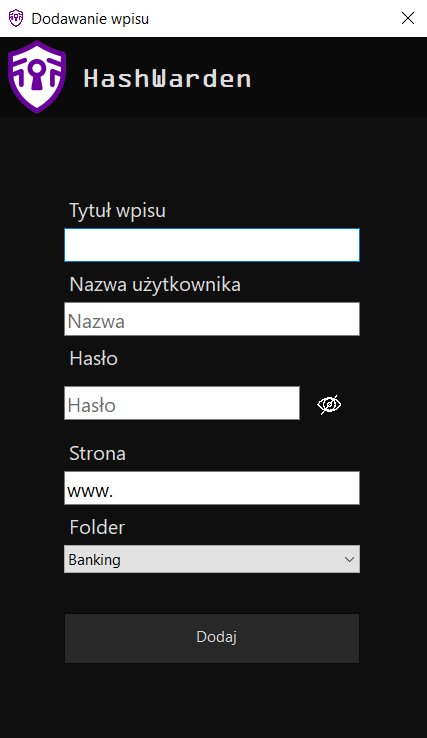 Dodawanie wpisu
HashWarden
Tytuł wpisu
Nazwa użytkownika
Nazwa
Hasło
Hasło
Strona
www.
Folder
Banking
Dodaj